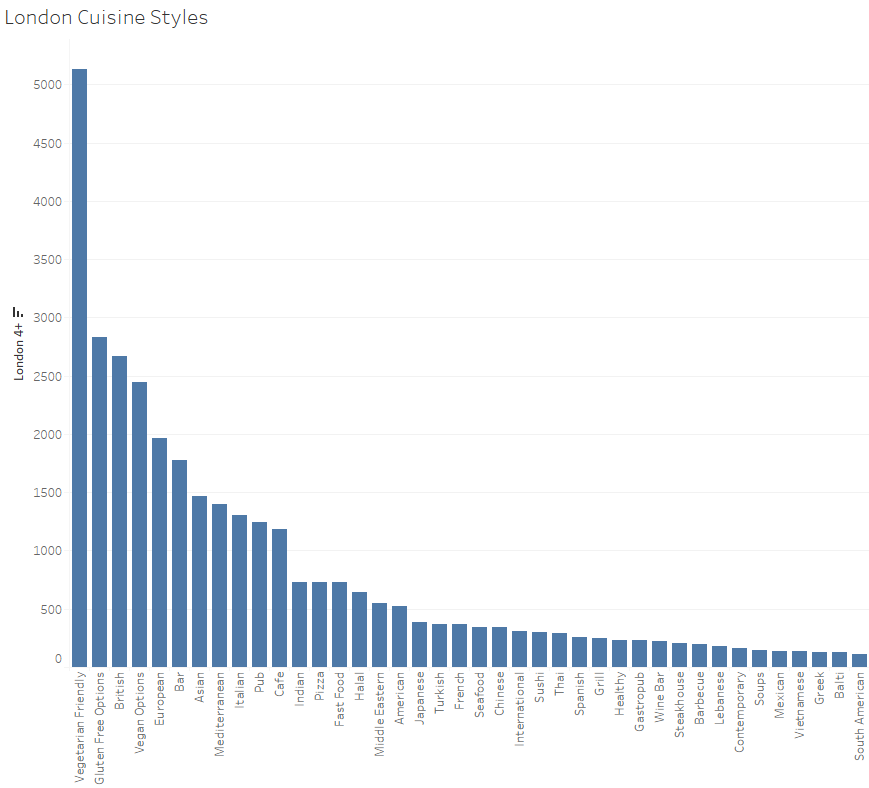 London Cuisine Styles
5000
4500
4000
3500
3000
2500
2000
1500
1000
500
0
London 4+
Vegetarian Friendly
Gluten Free Options
British
Vegan Options
European
Bar
Asian
Mediterranean
Italian
Pub
Cafe
Indian
Pizza
Fast Food
Halal
Middle Eastern
American
Japanese
Turkish
French
Seafood
Chinese
International
Sushi
Thai
Spanish
Grill
Healthy
Gastropub
Wine Bar
Steakhouse
Barbecue
Lebanese
Contemporary
Soups
Mexican
Vietnamese
Greek
Balti
South American